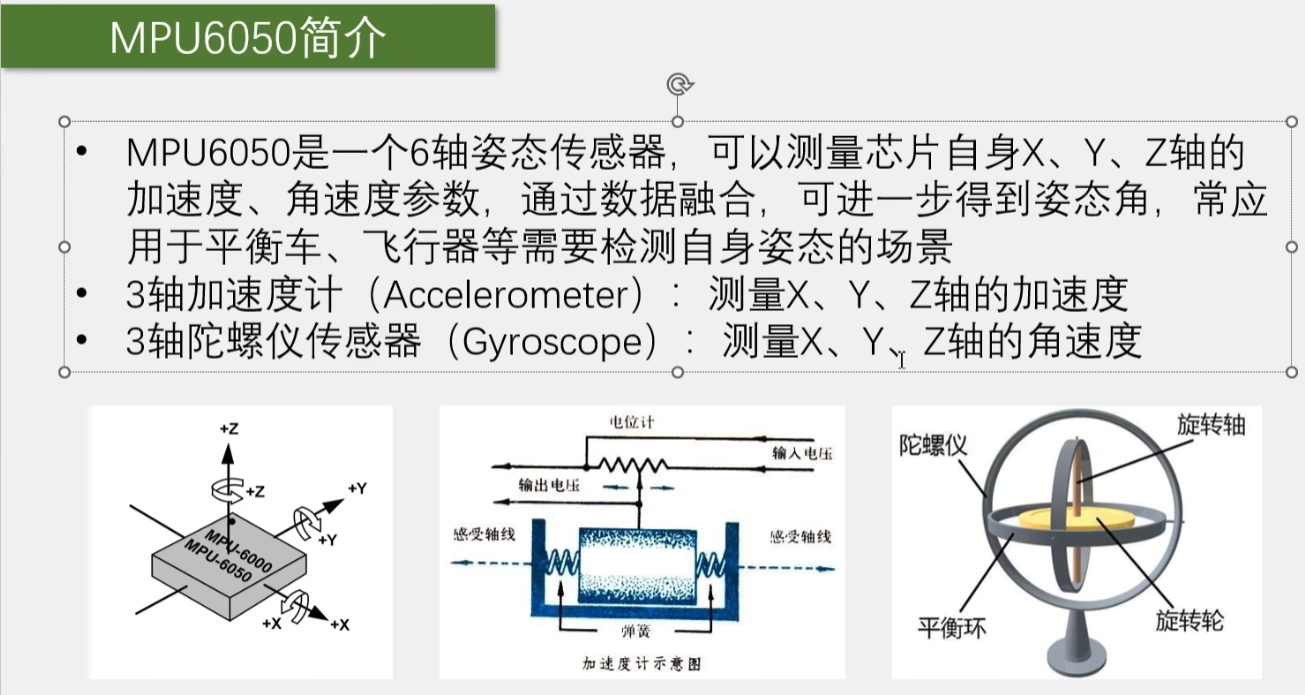 MPU6050简介
• MPU6050是一个6轴姿态传感器，可以测量芯片自身X、Y、Z轴的
加速度、角速度参数，通过数据融合，可进一步得到姿态角，常应
用于平衡车、飞行器等需要检测自身姿态的场景
• 3轴加速度计（Accelerometer）：测量X、Y、Z轴的加速度
• 3轴陀螺仪传感器（Gyroscope）：测量X、Y、Z轴的角速度
+Z
+Z
+Y
+Y
MPU-6000
MPU-6050
+X
+X
电位计
输入电压
输出电压
感受轴线
感受轴线
弹簧
加速度计示意图
旋转轴
陀螺仪
平衡环
旋转轮